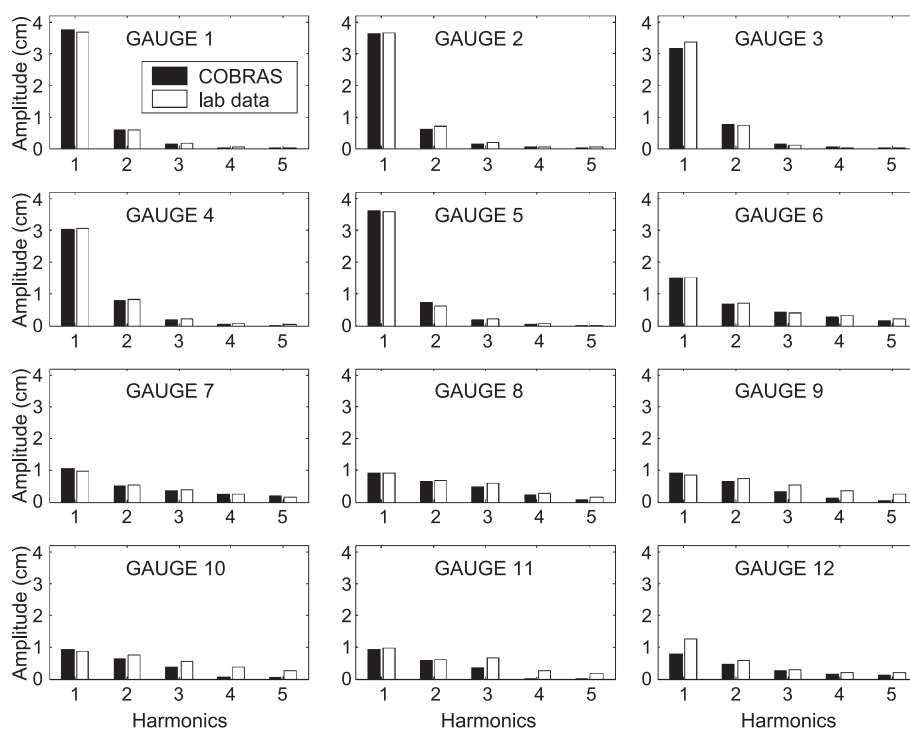 GAUGE 1
COBRAS
lab data
Amplitude (cm)
4
3
2
1
0
1 2 3 4 5
GAUGE 2
4
3
2
1
0
1 2 3 4 5
GAUGE 3
4
3
2
1
0
1 2 3 4 5
GAUGE 4
Amplitude (cm)
4
3
2
1
0
1 2 3 4 5
GAUGE 5
4
3
2
1
0
1 2 3 4 5
GAUGE 6
4
3
2
1
0
1 2 3 4 5
GAUGE 7
Amplitude (cm)
4
3
2
1
0
1 2 3 4 5
GAUGE 8
4
3
2
1
0
1 2 3 4 5
GAUGE 9
4
3
2
1
0
1 2 3 4 5
GAUGE 10
Amplitude (cm)
4
3
2
1
0
1 2 3 4 5
Harmonics
GAUGE 11
4
3
2
1
0
1 2 3 4 5
Harmonics
GAUGE 12
4
3
2
1
0
1 2 3 4 5
Harmonics